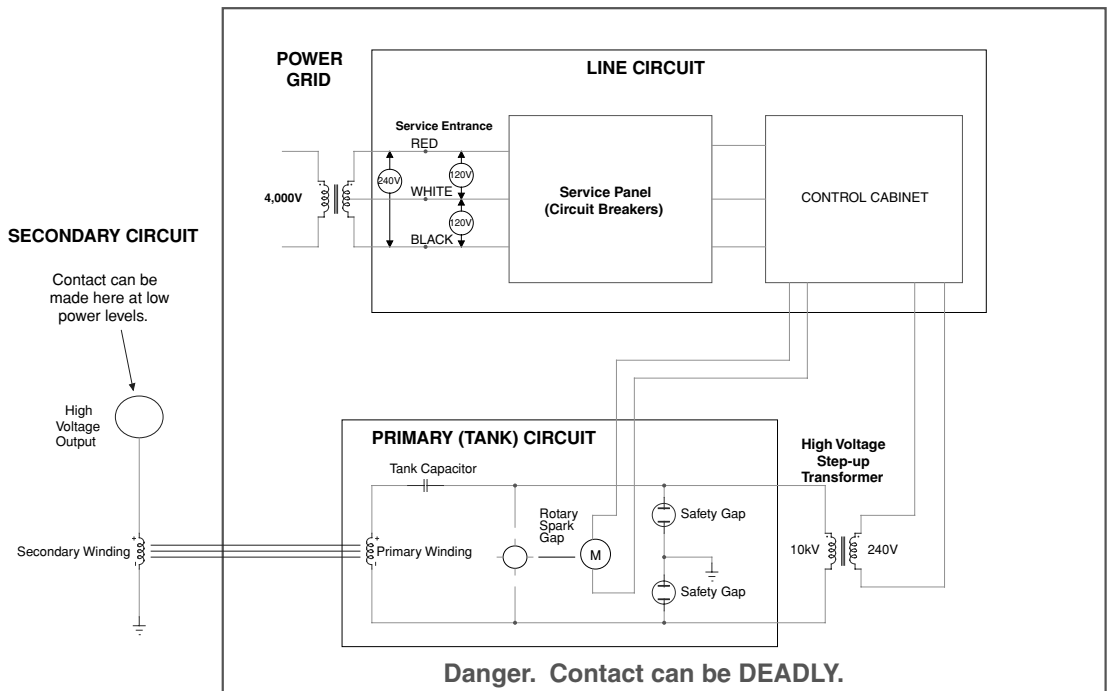 POWER
GRID
LINE CIRCUIT
Service Entrance
RED
240V
120V
4,000V
WHITE
120V
BLACK
Service Panel
(Circuit Breakers)
CONTROL CABINET
SECONDARY CIRCUIT
Contact can be
made here at low
power levels.
High
Voltage
Output
+
Secondary Winding
-
PRIMARY (TANK) CIRCUIT
Tank Capacitor
+
Primary Winding
-
Rotary
Spark
Gap
M
Safety Gap
Safety Gap
High Voltage
Step-up
Transformer
10kV
240V
Danger. Contact can be DEADLY.